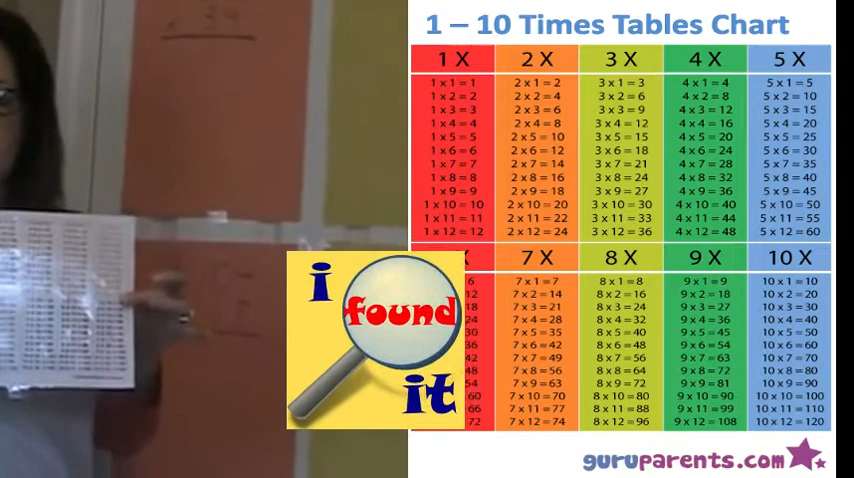 1 – 10 Times Tables Chart
1 X
1 x 1 = 1
1 x 2 = 2
1 x 3 = 3
1 x 4 = 4
1 x 5 = 5
1 x 6 = 6
1 x 7 = 7
1 x 8 = 8
1 x 9 = 9
1 x 10 = 10
1 x 11 = 11
1 x 12 = 12
2 X
2 x 1 = 2
2 x 2 = 4
2 x 3 = 6
2 x 4 = 8
2 x 5 = 10
2 x 6 = 12
2 x 7 = 14
2 x 8 = 16
2 x 9 = 18
2 x 10 = 20
2 x 11 = 22
2 x 12 = 24
3 X
3 x 1 = 3
3 x 2 = 6
3 x 3 = 9
3 x 4 = 12
3 x 5 = 15
3 x 6 = 18
3 x 7 = 21
3 x 8 = 24
3 x 9 = 27
3 x 10 = 30
3 x 11 = 33
3 x 12 = 36
4 X
4 x 1 = 4
4 x 2 = 8
4 x 3 = 12
4 x 4 = 16
4 x 5 = 20
4 x 6 = 24
4 x 7 = 28
4 x 8 = 32
4 x 9 = 36
4 x 10 = 40
4 x 11 = 44
4 x 12 = 48
5 X
5 x 1 = 5
5 x 2 = 10
5 x 3 = 15
5 x 4 = 20
5 x 5 = 25
5 x 6 = 30
5 x 7 = 35
5 x 8 = 40
5 x 9 = 45
5 x 10 = 50
5 x 11 = 55
5 x 12 = 60
i
found
it
6
12
18
24
30
36
42
48
54
60
66
72
7 X
7 x 1 = 7
7 x 2 = 14
7 x 3 = 21
7 x 4 = 28
7 x 5 = 35
7 x 6 = 42
7 x 7 = 49
7 x 8 = 56
7 x 9 = 63
7 x 10 = 70
7 x 11 = 77
7 x 12 = 74
8 X
8 x 1 = 8
8 x 2 = 16
8 x 3 = 24
8 x 4 = 32
8 x 5 = 40
8 x 6 = 48
8 x 7 = 56
8 x 8 = 64
8 x 9 = 72
8 x 10 = 80
8 x 11 = 88
8 x 12 = 96
9 X
9 x 1 = 9
9 x 2 = 18
9 x 3 = 27
9 x 4 = 36
9 x 5 = 45
9 x 6 = 54
9 x 7 = 63
9 x 8 = 72
9 x 9 = 81
9 x 10 = 90
9 x 11 = 99
9 x 12 = 108
10 X
10 x 1 = 10
10 x 2 = 20
10 x 3 = 30
10 x 4 = 40
10 x 5 = 50
10 x 6 = 60
10 x 7 = 70
10 x 8 = 80
10 x 9 = 90
10 x 10 = 100
10 x 11 = 110
10 x 12 = 120
guruparents.com